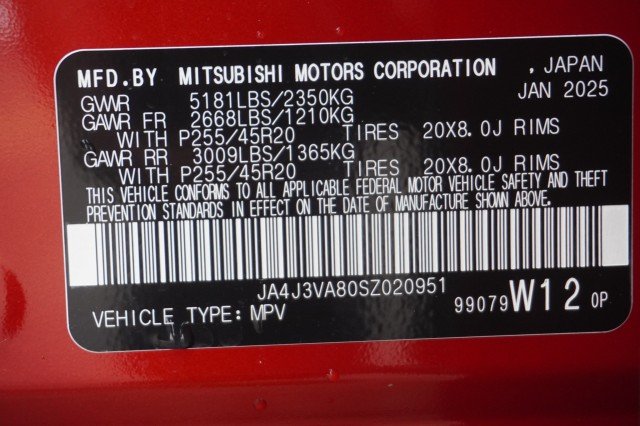 MFD.BY MITSUBISHI MOTORS CORPORATION , JAPAN
GVWR 5181LBS/2350KG JAN 2025
GAWR FR 2668LBS/1210KG
WITH P255/45R20 TIRES 20X8.0J RIMS
GAWR RR 3009LBS/1365KG
WITH P255/45R20 TIRES 20X8.0J RIMS
THIS VEHICLE CONFORMS TO ALL APPLICABLE FEDERAL MOTOR VEHICLE SAFETY AND THEFT
PREVENTION STANDARDS IN EFFECT ON THE DATE OF MANUFACTURE SHOWN ABOVE.
JA4J3VA80SZ020951
VEHICLE TYPE: MPV 99079 W12 0P